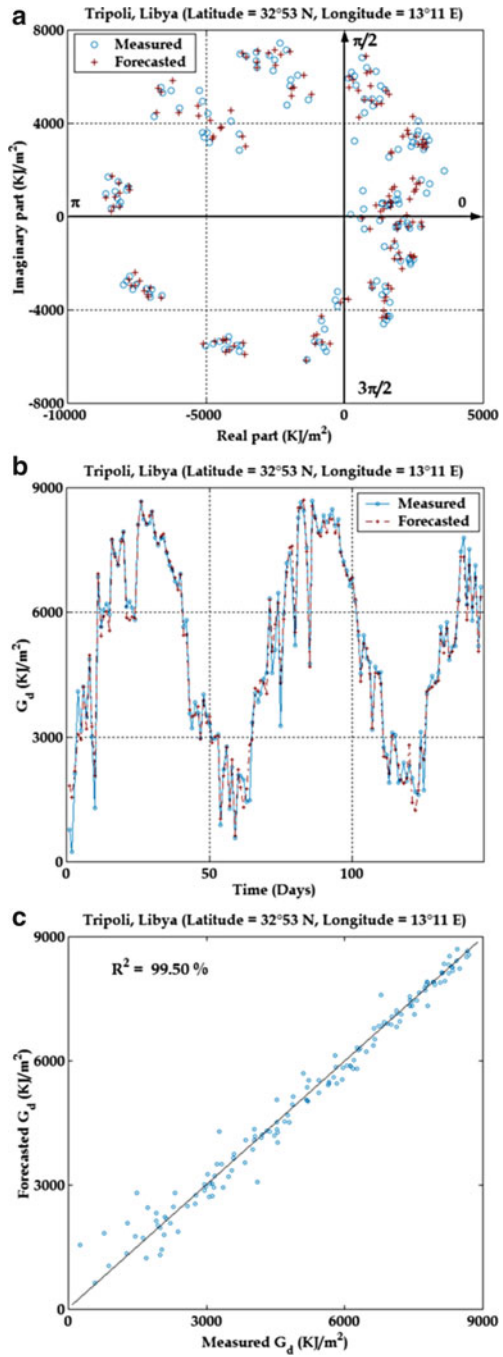 a
Tripoli, Libya (Latitude = 32°53 N, Longitude = 13°11 E)
8000
4000
0
-4000
-8000
Imaginary part (KJ/m²)
Measured
Forecasted
π/2
π
0
3π/2
-10000 -5000 0 5000
Real part (KJ/m²)
b
Tripoli, Libya (Latitude = 32°53 N, Longitude = 13°11 E)
9000
6000
3000
0
G_d (KJ/m²)
Measured
Forecasted
0 50 100
Time (Days)
c
Tripoli, Libya (Latitude = 32°53 N, Longitude = 13°11 E)
9000
6000
3000
0
Forecasted G_d (KJ/m²)
R² = 99.50 %
0 3000 6000 9000
Measured G_d (KJ/m²)